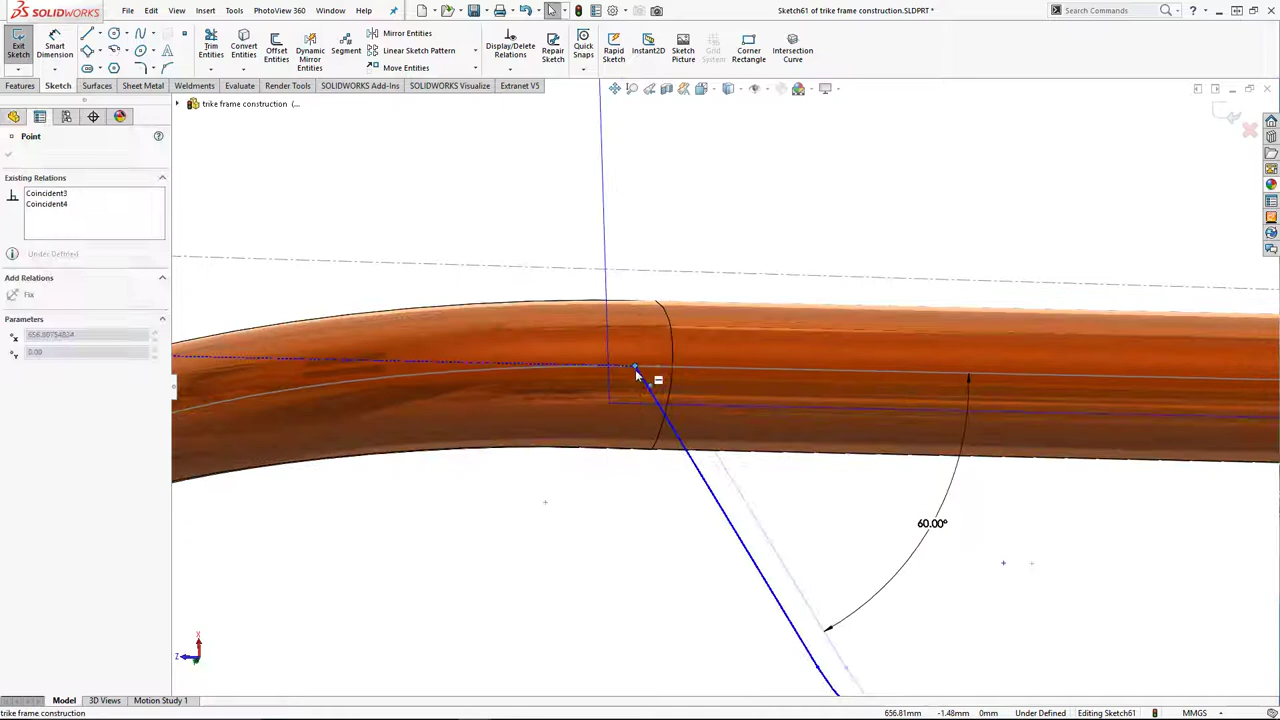 SOLIDWORKS
File Edit View Insert Tools PhotoView 360 Window Help
Sketch61 of trike frame construction.SLDPRT *
Search Commands
Exit Sketch
Smart Dimension
Trim Entities
Convert Entities
Offset Entities
Dynamic Mirror Entities
Segment
Mirror Entities
Linear Sketch Pattern
Move Entities
Display/Delete Relations
Repair Sketch
Quick Snaps
Rapid Sketch
Instant2D
Sketch Picture
Grid System
Corner Rectangle
Intersection Curve
Features Sketch Surfaces Sheet Metal Weldments Evaluate Render Tools SOLIDWORKS Add-Ins SOLIDWORKS Visualize Extranet V5
trike frame construction (...
Point
Existing Relations
Coincident3
Coincident4
Under Defined
Add Relations
Fix
Parameters
0.00
60.00°
X
Z
Model 3D Views Motion Study 1
trike frame construction
656.81mm -1.48mm 0mm Under Defined Editing Sketch61 MMGS